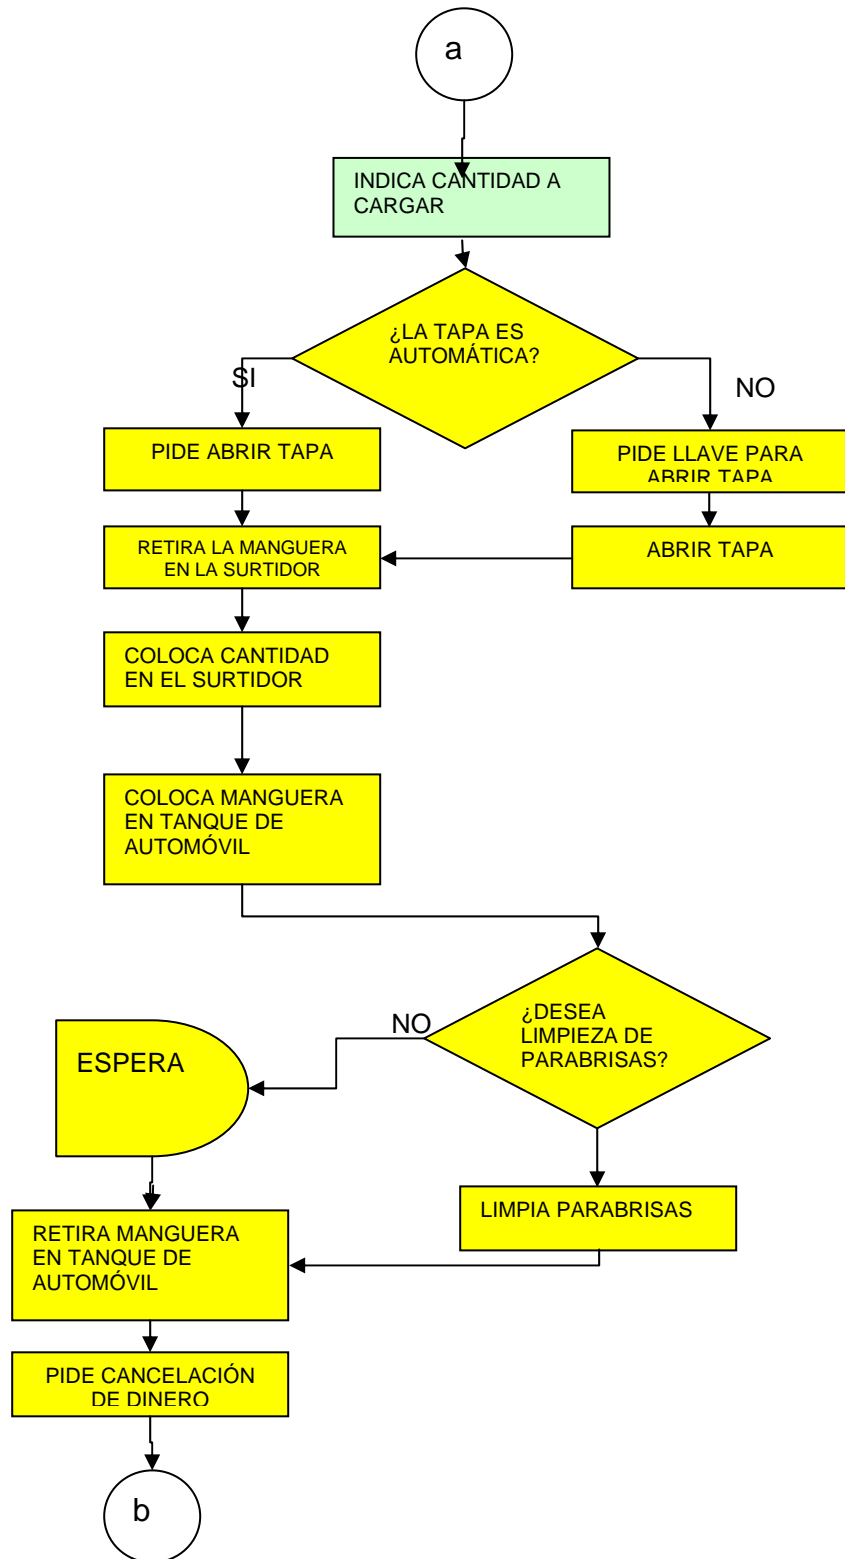 a
INDICA CANTIDAD A
CARGAR
¿LA TAPA ES
AUTOMÁTICA?
SI
NO
PIDE ABRIR TAPA
PIDE LLAVE PARA
ABRIR TAPA
RETIRA LA MANGUERA
EN LA SURTIDOR
ABRIR TAPA
COLOCA CANTIDAD
EN EL SURTIDOR
COLOCA MANGUERA
EN TANQUE DE
AUTOMÓVIL
¿DESEA
LIMPIEZA DE
PARABRISAS?
NO
ESPERA
LIMPIA PARABRISAS
RETIRA MANGUERA
EN TANQUE DE
AUTOMÓVIL
PIDE CANCELACIÓN
DE DINERO
b